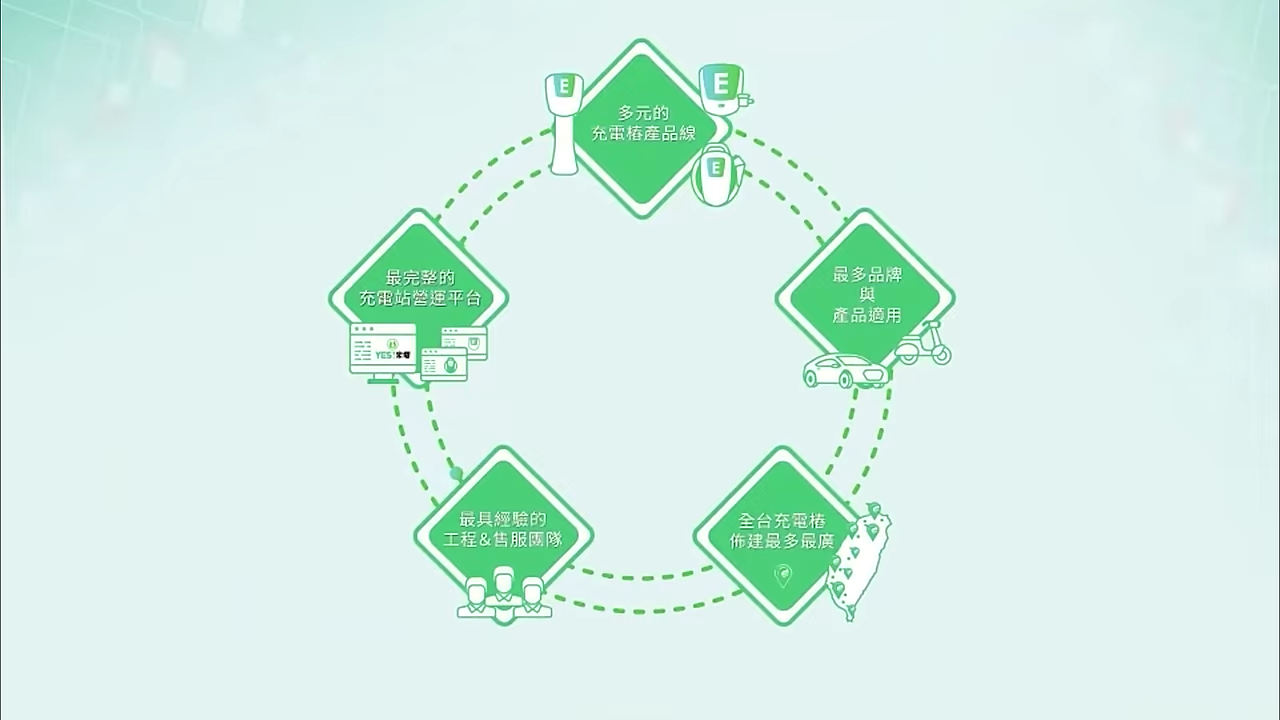 多元的
充電樁產品線
E
E
E
最多品牌
與
產品適用
全台充電樁
佈建最多最廣
最具經驗的
工程&售服團隊
最完整的
充電站營運平台
YES!來電